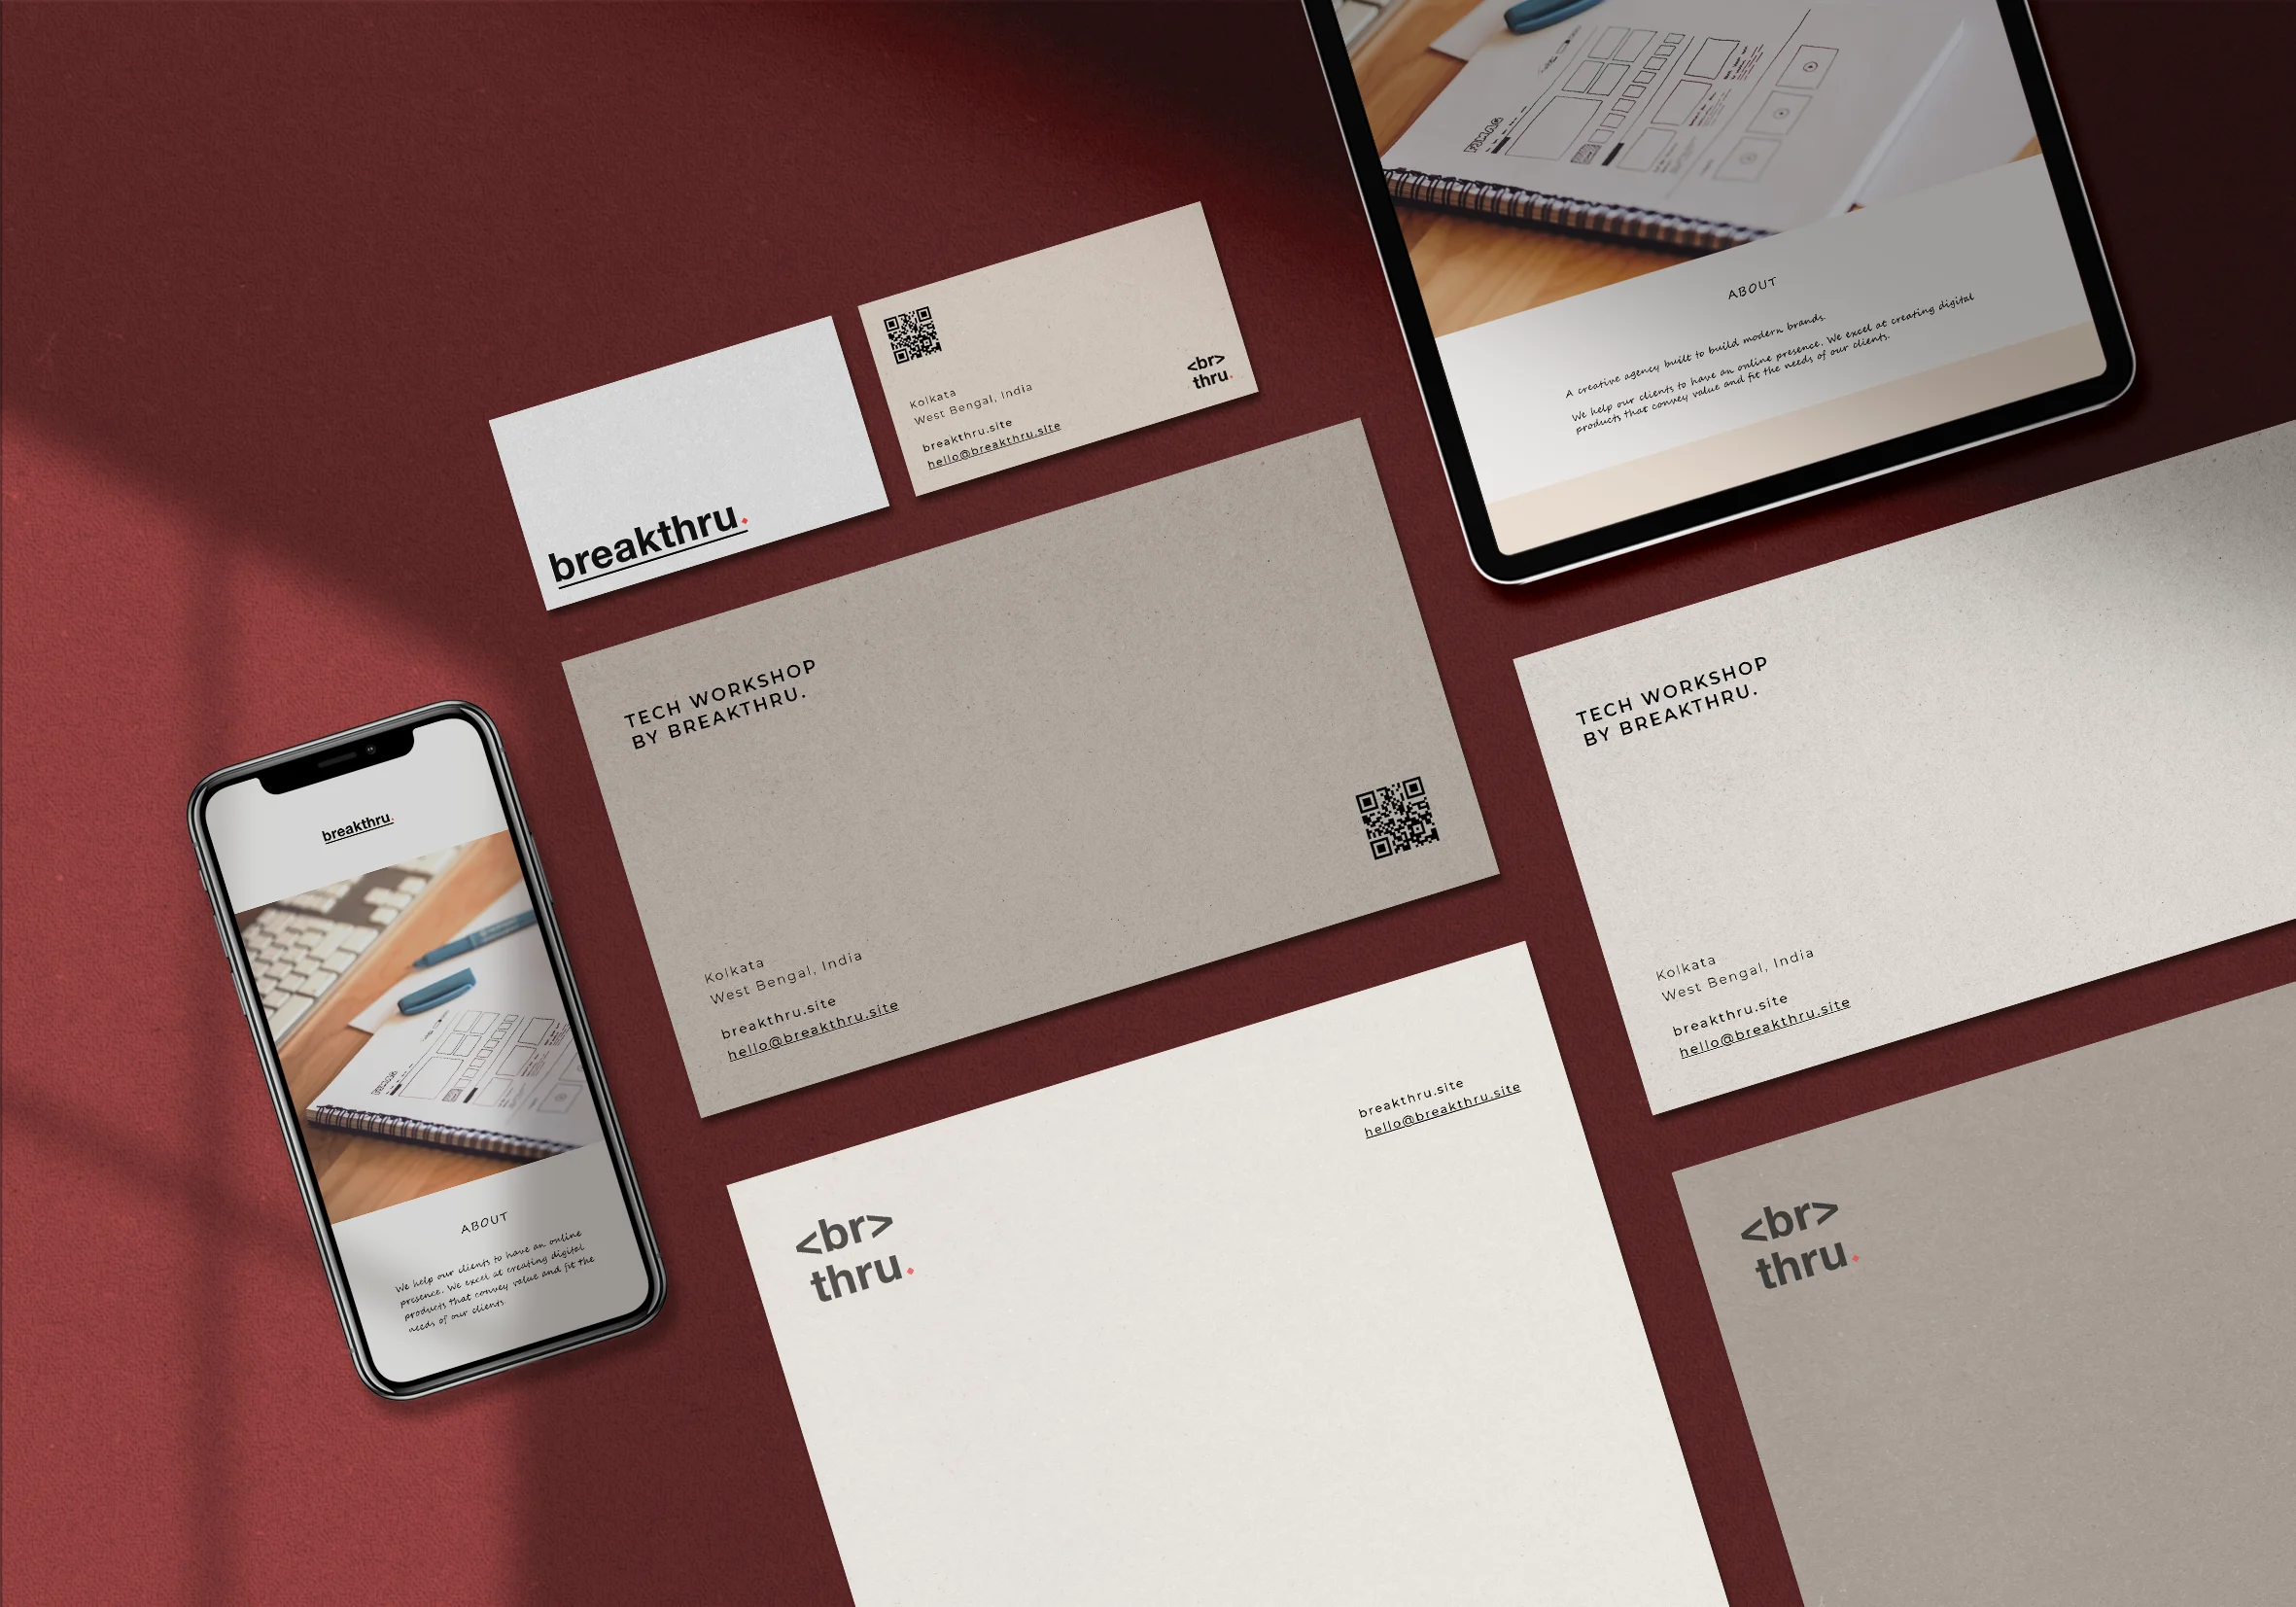 breakthru.
Kolkata
West Bengal, India
breakthru.site
hello@breakthru.site
<br>
thru.
ABOUT
A creative agency built to build modern brands.
We help our clients to have an online presence. We excel at creating digital
products that convey value and fit the needs of our clients.
TECH WORKSHOP
BY BREAKTHRU.
Kolkata
West Bengal, India
breakthru.site
hello@breakthru.site
TECH WORKSHOP
BY BREAKTHRU.
Kolkata
West Bengal, India
breakthru.site
hello@breakthru.site
breakthru.
ABOUT
We help our clients to have an online
presence. We excel at creating digital
products that convey value and fit the
needs of our clients
<br>
thru.
breakthru.site
hello@breakthru.site
<br>
thru.